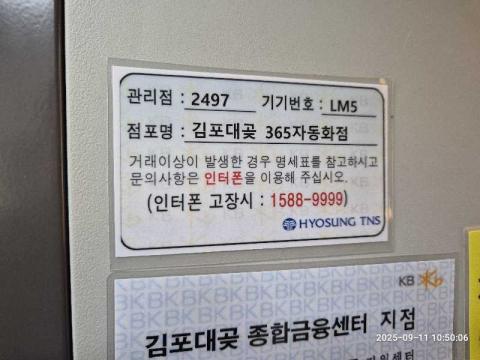 관리점 : 2497 기기번호 : LM5
점포명 : 김포대곶 365자동화점
거래이상이 발생한 경우 명세표를 참고하시고
문의사항은 인터폰을 이용해 주십시오.
(인터폰 고장시 : 1588-9999)
HYOSUNG TNS
KB
김포대곶 종합금융센터 지점
2025-09-11 10:50:06